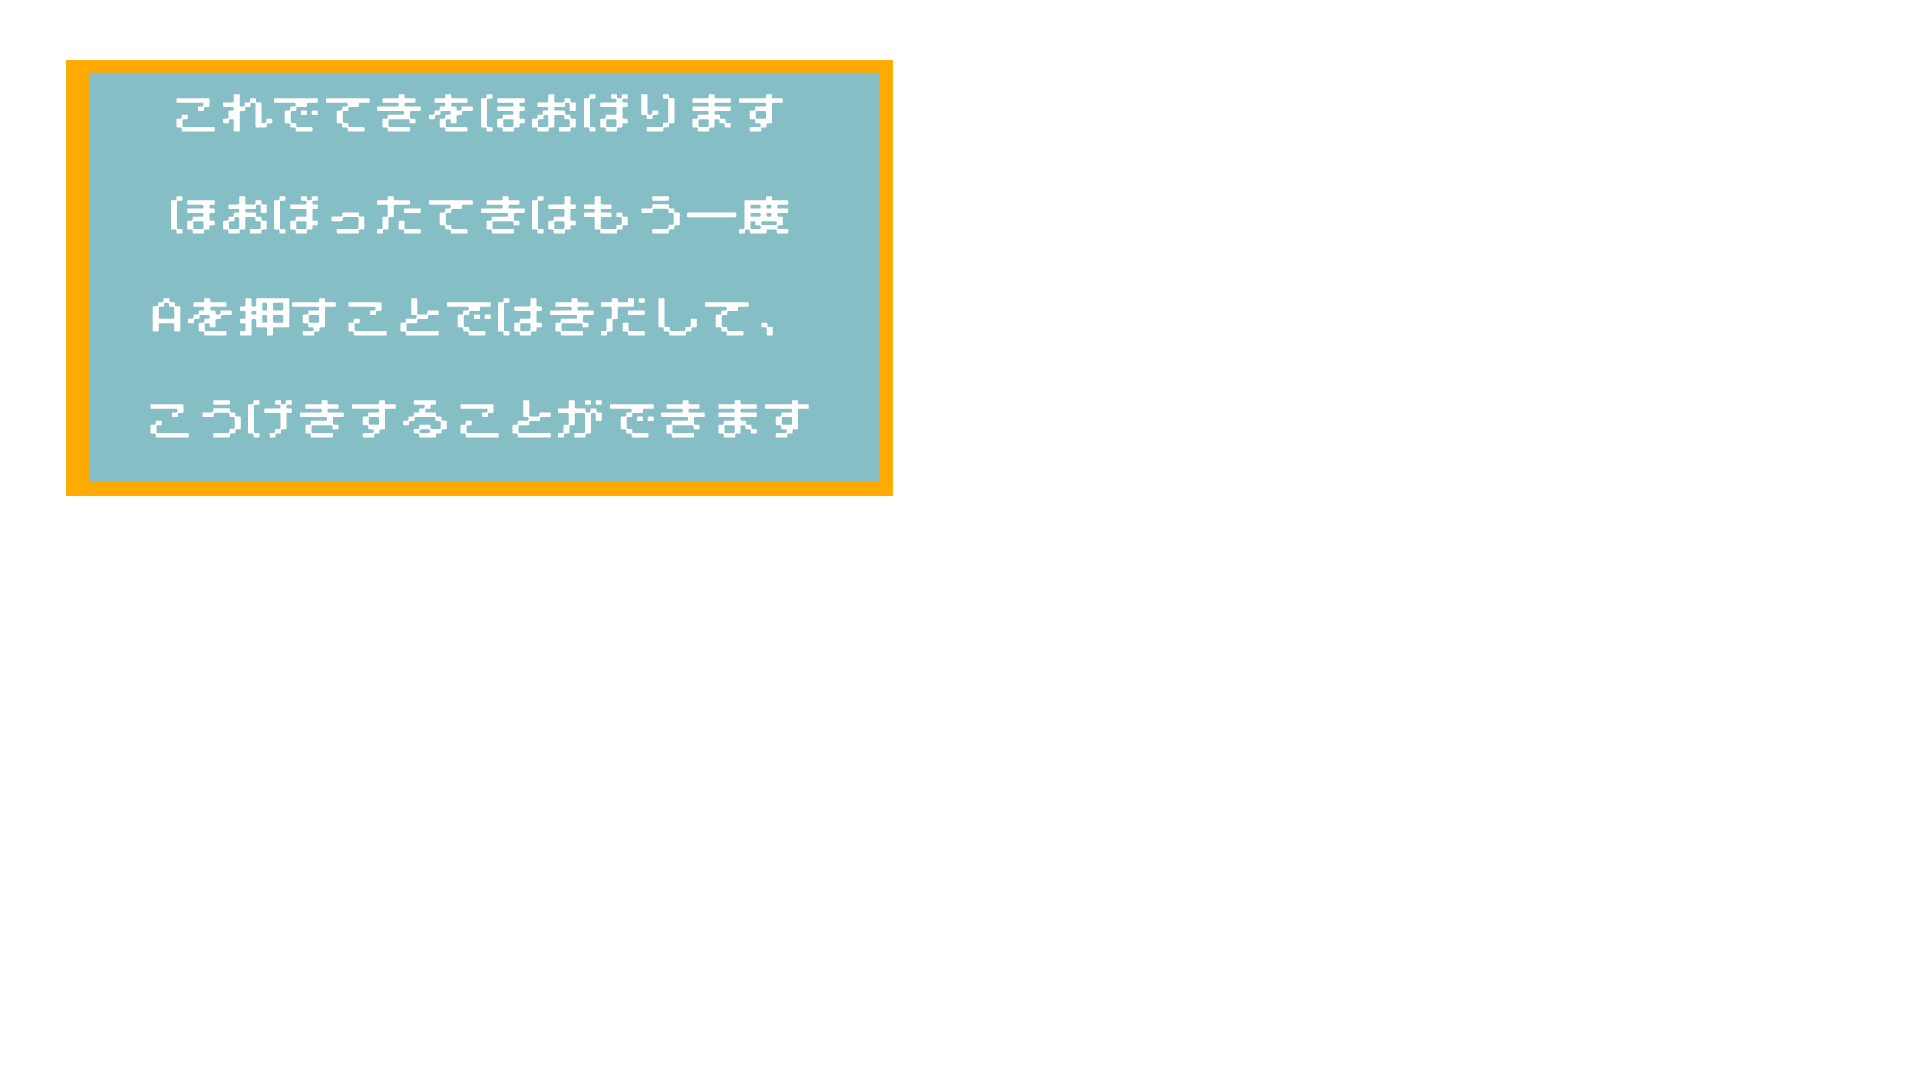 これでてきをほおばります
ほおばったてきはもう一度
Aを押すことではきだして、
こうげきすることができます